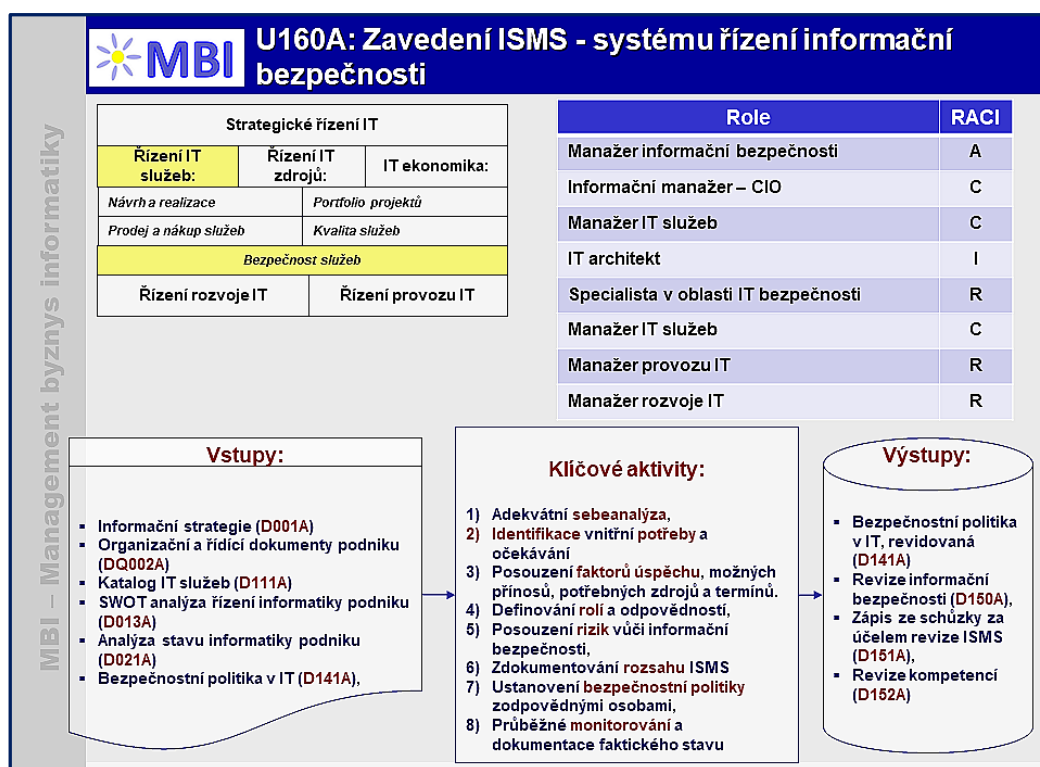 MBI – Management byznys informatiky
MBI
U160A: Zavedení ISMS - systému řízení informační
bezpečnosti
Strategické řízení IT
Řízení IT
služeb:
Řízení IT
zdrojů:
IT ekonomika:
Návrh a realizace
Portfolio projektů
Prodej a nákup služeb
Kvalita služeb
Bezpečnost služeb
Řízení rozvoje IT
Řízení provozu IT
Role RACI
Manažer informační bezpečnosti A
Informační manažer – CIO C
Manažer IT služeb C
IT architekt I
Specialista v oblasti IT bezpečnosti R
Manažer IT služeb C
Manažer provozu IT R
Manažer rozvoje IT R
Vstupy:
▪ Informační strategie (D001A)
▪ Organizační a řídící dokumenty podniku
(DQ002A)
▪ Katalog IT služeb (D111A)
▪ SWOT analýza řízení informatiky podniku
(D013A)
▪ Analýza stavu informatiky podniku
(D021A)
▪ Bezpečnostní politika v IT (D141A),
Klíčové aktivity:
1) Adekvátní sebeanalýza,
2) Identifikace vnitřní potřeby a
očekávání
3) Posouzení faktorů úspěchu, možných
přínosů, potřebných zdrojů a termínů.
4) Definování rolí a odpovědností,
5) Posouzení rizik vůči informační
bezpečnosti,
6) Zdokumentování rozsahu ISMS
7) Ustanovení bezpečnostní politiky
zodpovědnými osobami,
8) Průběžné monitorování a
dokumentace faktického stavu
Výstupy:
▪ Bezpečnostní politika
v IT, revidovaná
(D141A)
▪ Revize informační
bezpečnosti (D150A),
▪ Zápis ze schůzky za
účelem revize ISMS
(D151A),
▪ Revize kompetencí
(D152A)